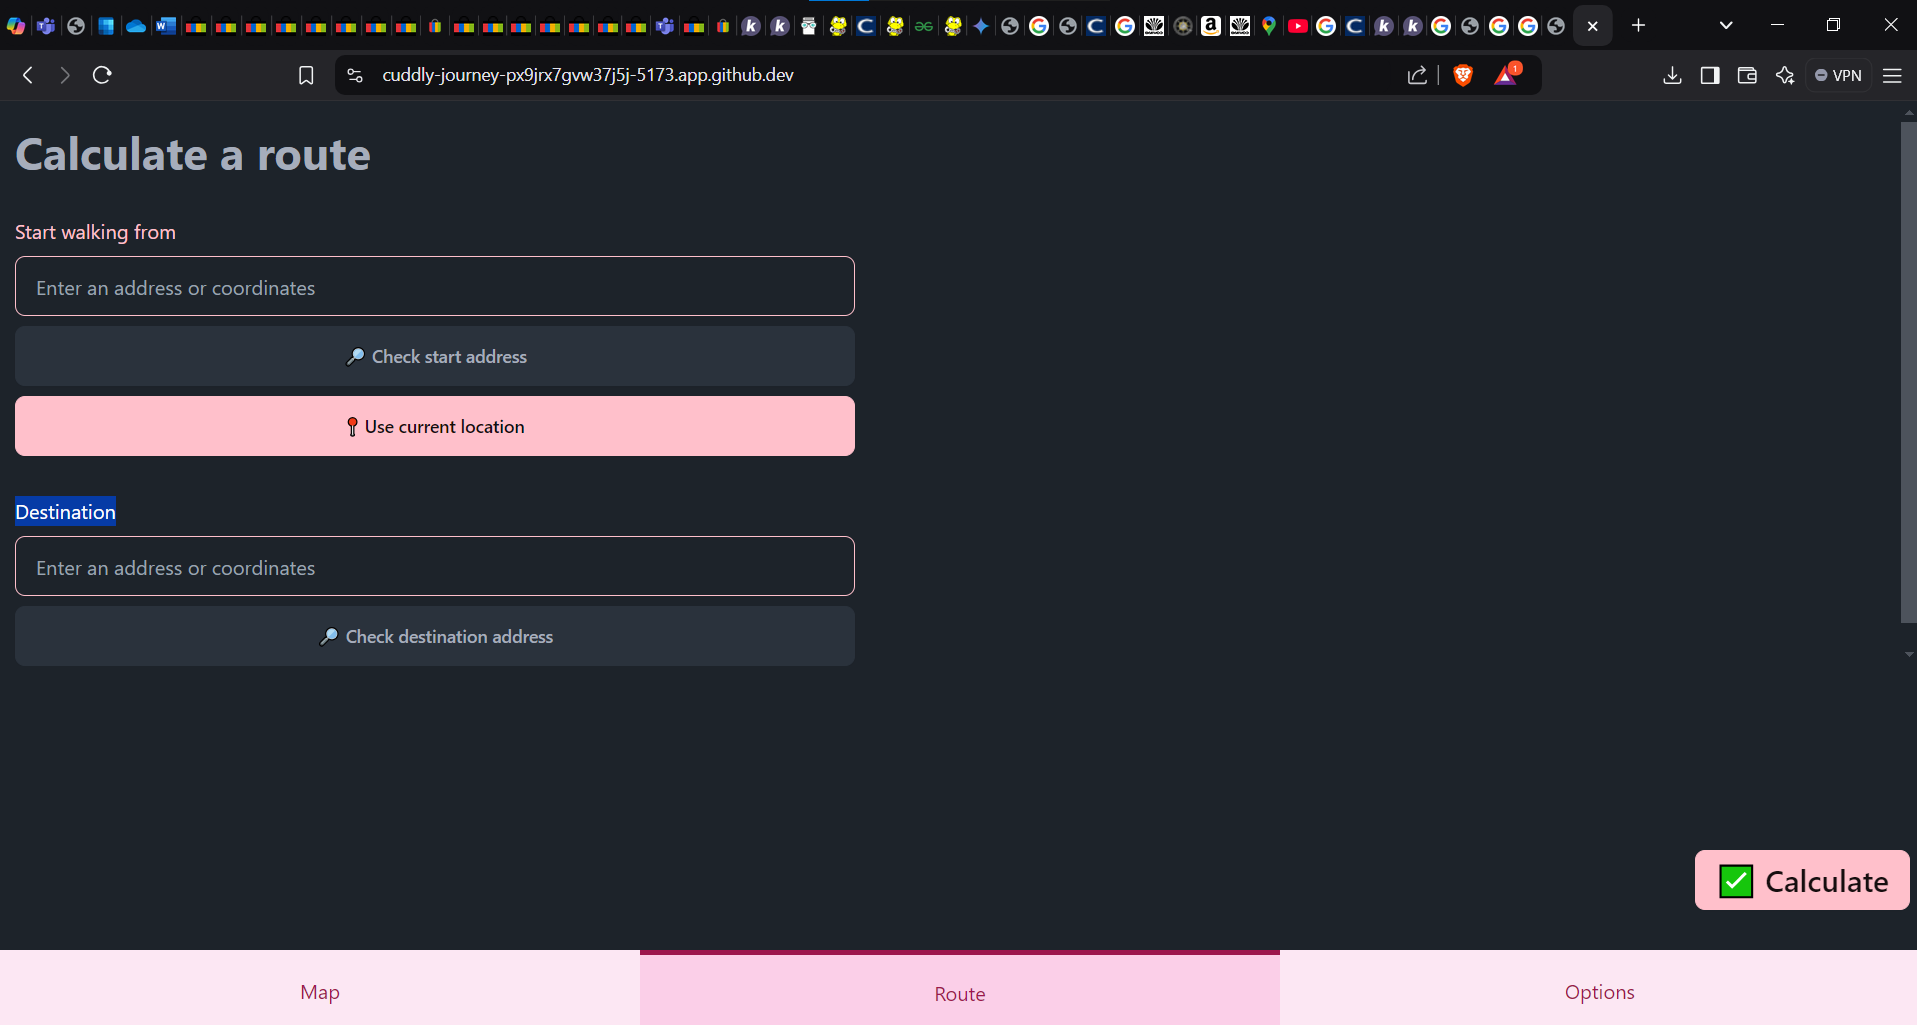 cuddly-journey-px9jrx7gvw37j5j-5173.app.github.dev
1
VPN
Calculate a route
Start walking from
Enter an address or coordinates
🔎 Check start address
📍 Use current location
Destination
Enter an address or coordinates
🔎 Check destination address
✅ Calculate
Map
Route
Options